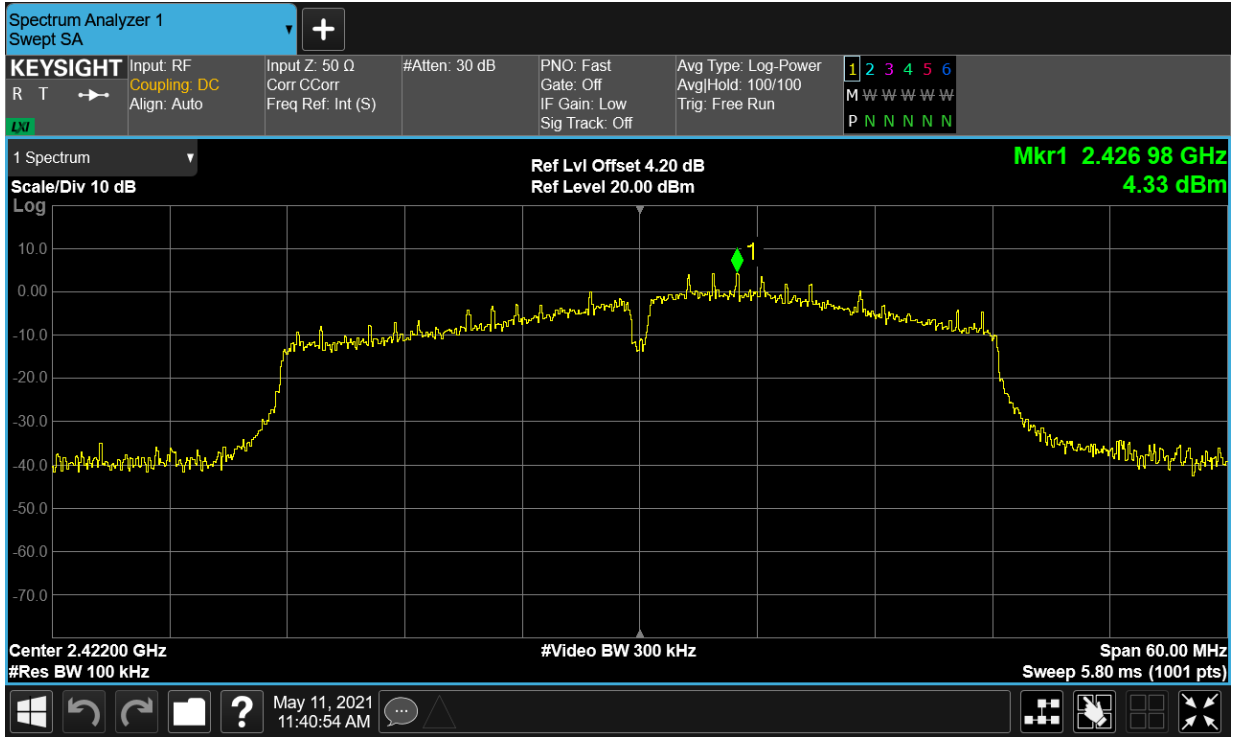 Spectrum Analyzer 1
Swept SA
KEYSIGHT
R T
LXI
Input: RF
Coupling: DC
Align: Auto
Input Z: 50 Ω
Corr CCorr
Freq Ref: Int (S)
#Atten: 30 dB
PNO: Fast
Gate: Off
IF Gain: Low
Sig Track: Off
Avg Type: Log-Power
Avg|Hold: 100/100
Trig: Free Run
1 2 3 4 5 6
M W W W W W
P N N N N N
1 Spectrum
Scale/Div 10 dB
Log
Ref Lvl Offset 4.20 dB
Ref Level 20.00 dBm
Mkr1 2.426 98 GHz
4.33 dBm
1
10.0
0.00
-10.0
-20.0
-30.0
-40.0
-50.0
-60.0
-70.0
Center 2.42200 GHz
#Res BW 100 kHz
#Video BW 300 kHz
Span 60.00 MHz
Sweep 5.80 ms (1001 pts)
?
May 11, 2021
11:40:54 AM